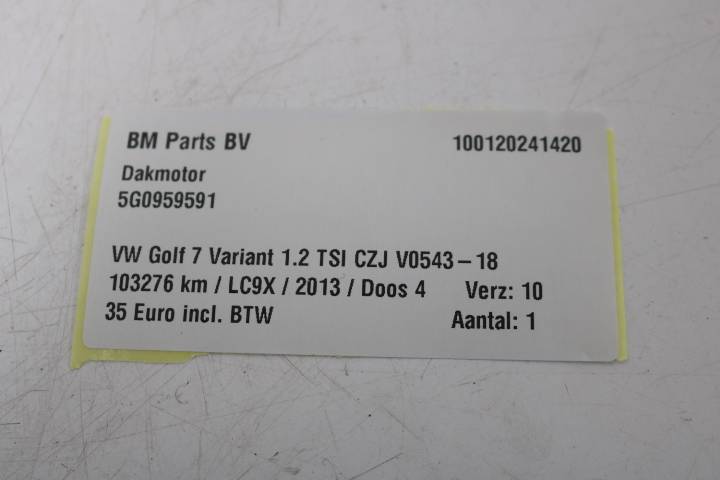 BM Parts BV 100120241420
Dakmotor
5G0959591
VW Golf 7 Variant 1.2 TSI CZJ V0543-18
103276 km / LC9X / 2013 / Doos 4 Verz: 10
35 Euro incl. BTW Aantal: 1